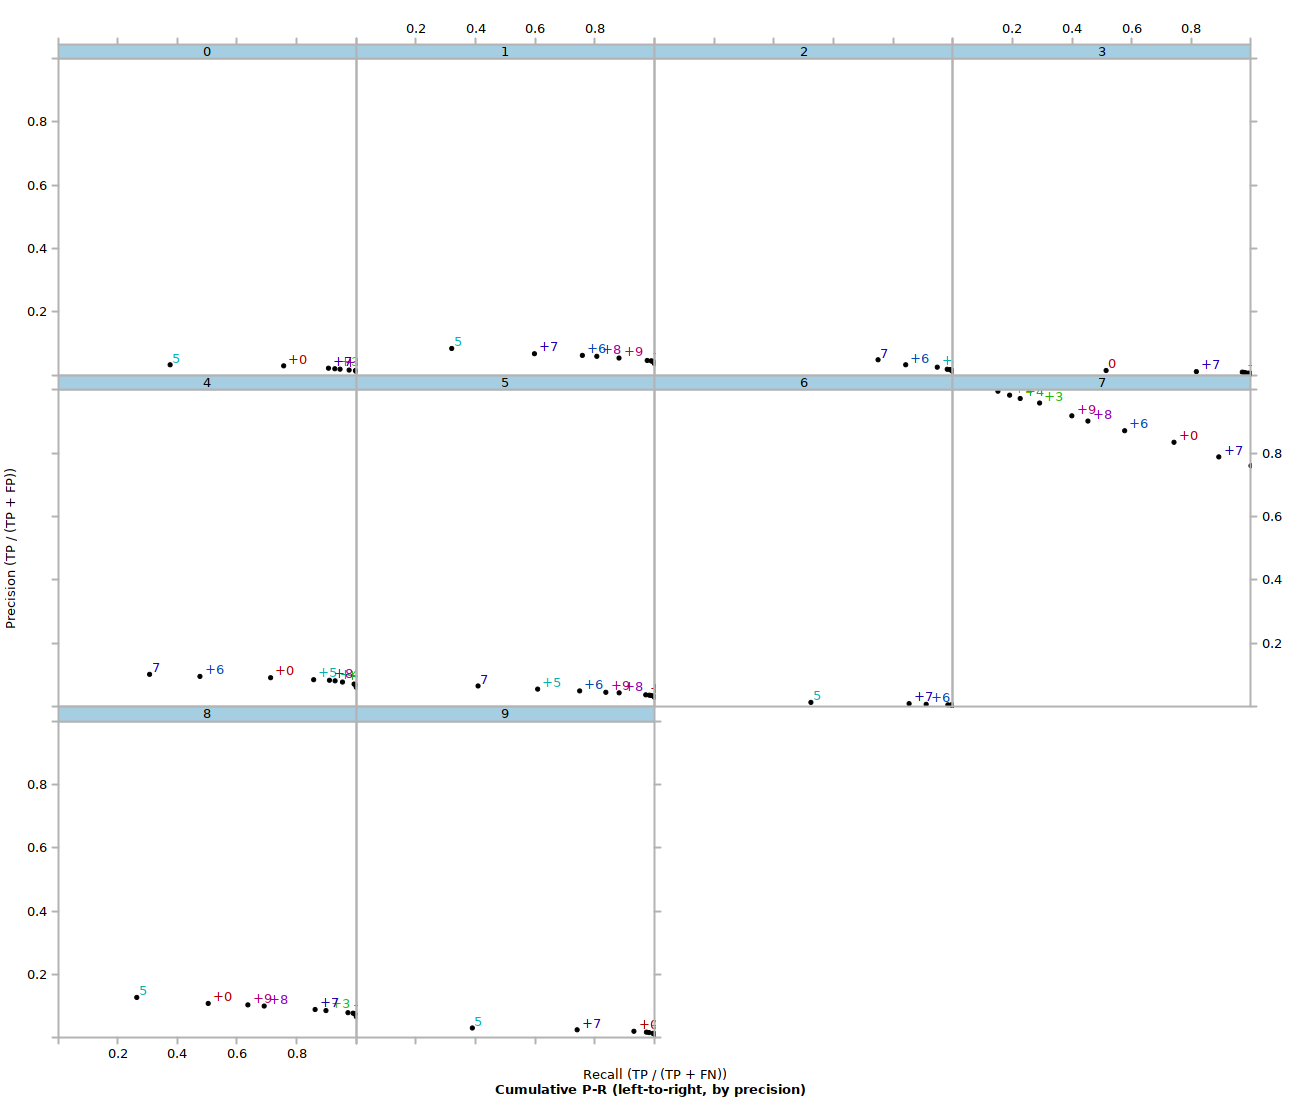 0.2 0.4 0.6 0.8 0.2 0.4 0.6 0.8
0 1 2 3
0.8
0.6
0.4
0.2
5 +0 +7 5 +7 +6 +8 +9 7 +6 + 0 +7
4 5 6 7
+4 +3
+9 +8
+6
+0
+7
0.8
0.6
0.4
0.2
7 +6 +0 +5 +8 7 +5 +6 +9 +8 5 +7 +6
Precision (TP / (TP + FP))
8 9
0.8
0.6
0.4
0.2
5 +0 +9 +8 +7 +3 5 +7 +0
0.2 0.4 0.6 0.8
Recall (TP / (TP + FN))
Cumulative P-R (left-to-right, by precision)